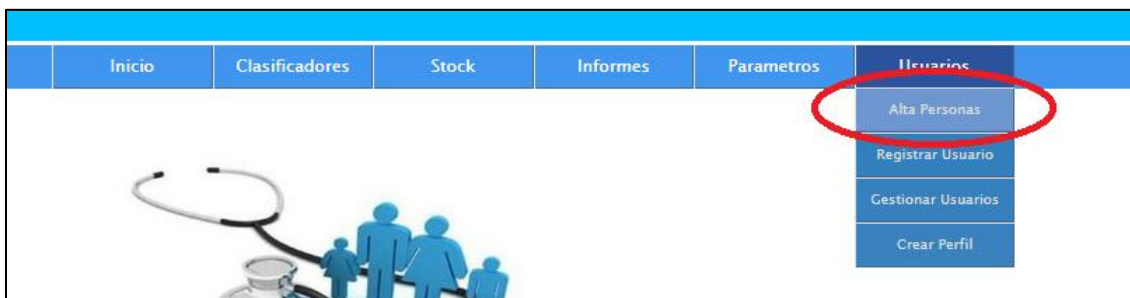 Inicio Clasificadores Stock Informes Parametros Usuarios
Alta Personas
Registrar Usuario
Gestionar Usuarios
Crear Perfil